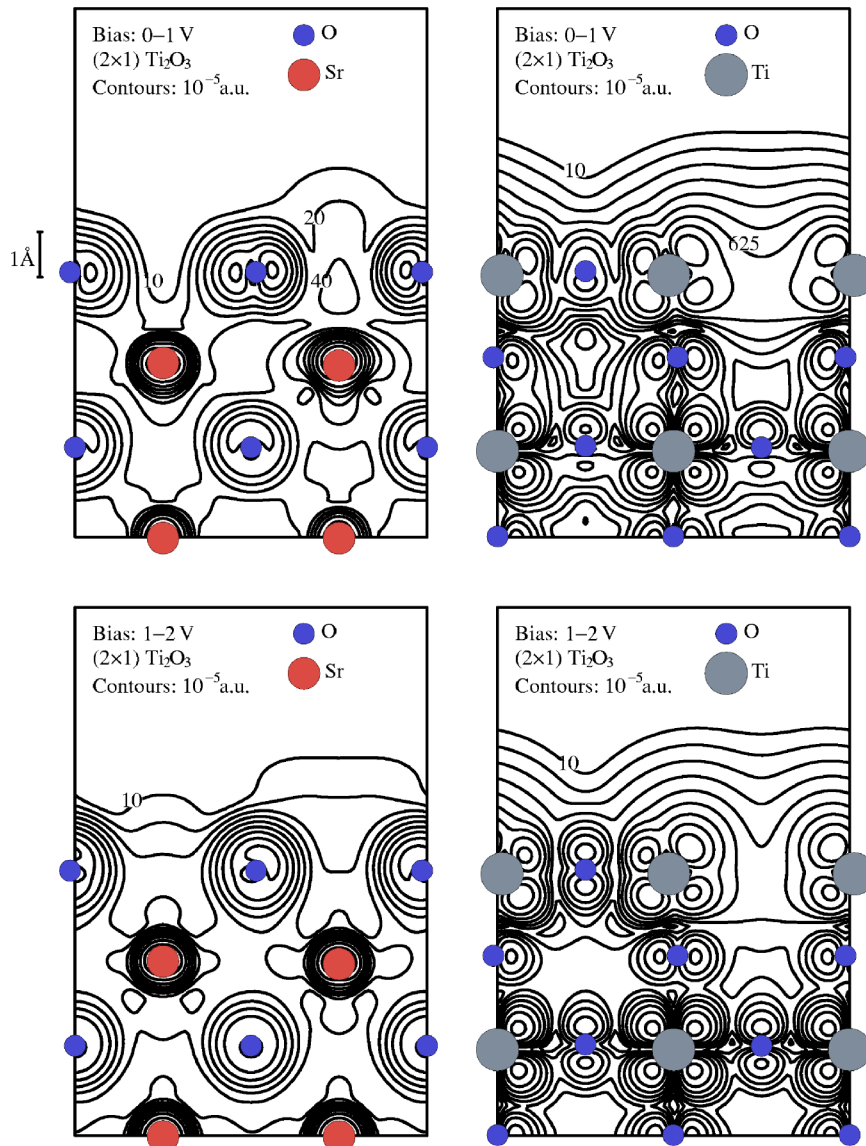 Bias: 0–1 V
(2×1) Ti₂O₃
Contours: 10⁻⁵a.u.
O
Sr
20
10
40
1Å
Bias: 0–1 V
(2×1) Ti₂O₃
Contours: 10⁻⁵a.u.
O
Ti
10
625
Bias: 1–2 V
(2×1) Ti₂O₃
Contours: 10⁻⁵a.u.
O
Sr
10
Bias: 1–2 V
(2×1) Ti₂O₃
Contours: 10⁻⁵a.u.
O
Ti
10